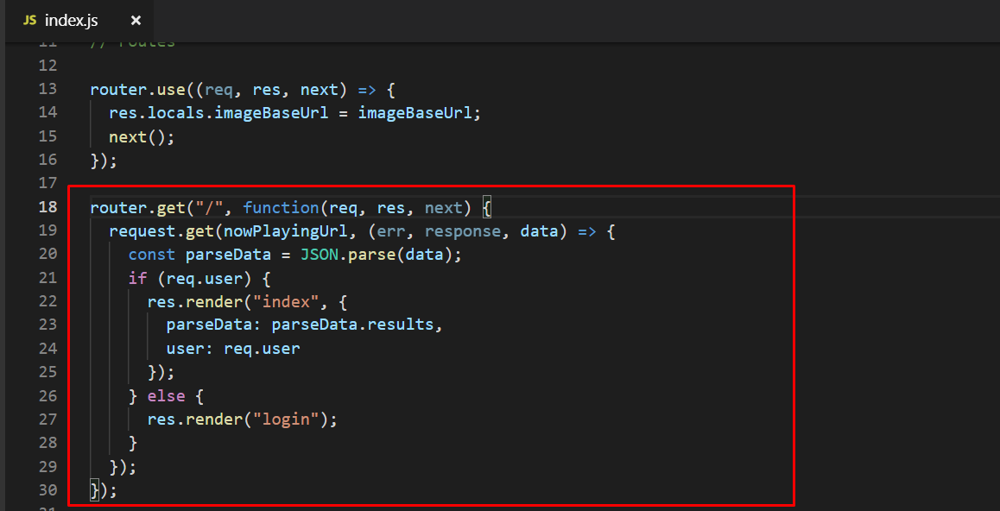 JS index.js ×
11 // routes
12
13 router.use((req, res, next) => {
14 res.locals.imageBaseUrl = imageBaseUrl;
15 next();
16 });
17
18 router.get("/", function(req, res, next) {
19 request.get(nowPlayingUrl, (err, response, data) => {
20 const parseData = JSON.parse(data);
21 if (req.user) {
22 res.render("index", {
23 parseData: parseData.results,
24 user: req.user
25 });
26 } else {
27 res.render("login");
28 }
29 });
30 });
31